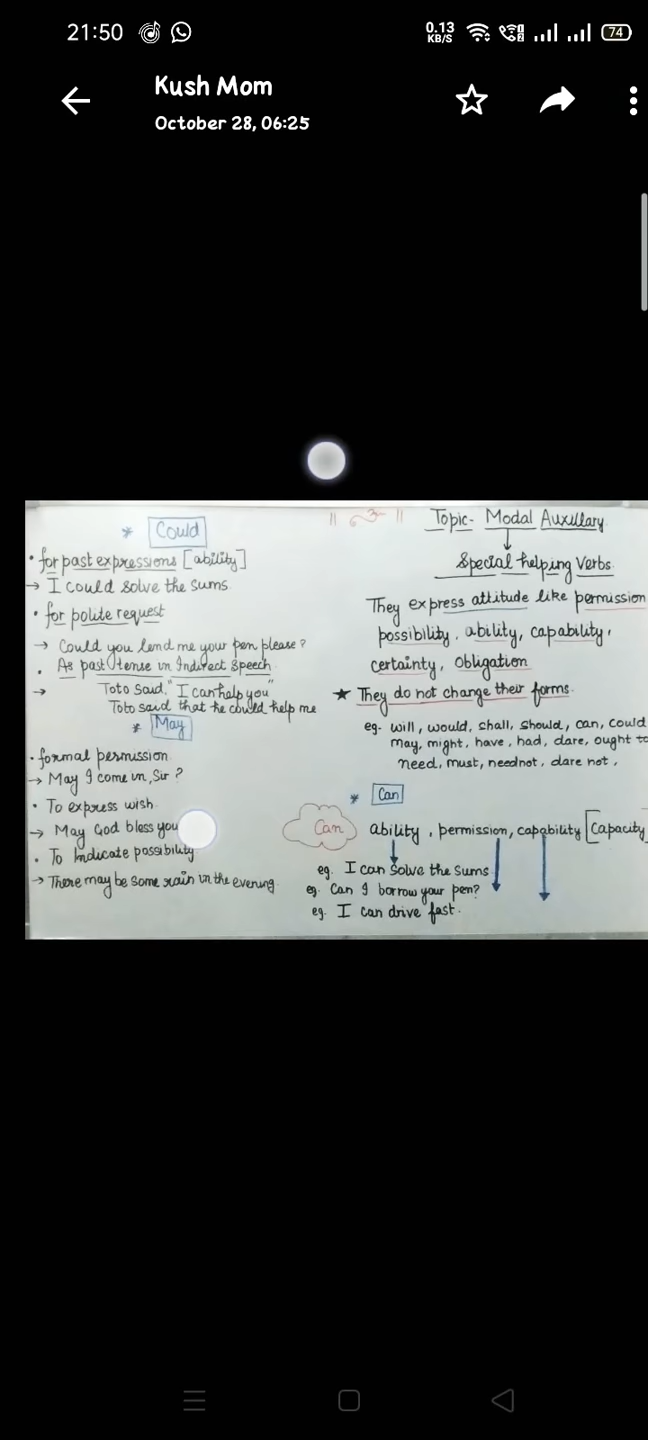 21:50
0.13 KB/S
74
Kush Mom
October 28, 06:25
* Could
• for past expressions [ability]
→ I could solve the sums
• for polite request
→ Could you lend me your pen please?
• As past tense in Indirect Speech
→ Toto said, "I can help you"
Toto said that he could help me
* May
• formal permission
→ May I come in, Sir?
• To express wish
→ May God bless you
• To Indicate possibility
→ There may be some rain in the evening.
Topic- Modal Auxillary
Special helping Verbs
They express attitude like permission
possibility, ability, capability,
certainty, Obligation
★ They do not change their forms.
eg. will, would, shall, should, can, could
may, might, have, had, dare, ought to
need, must, neednot, dare not,
* Can
Can ability, permission, capability [Capacity]
eg. I can solve the sums
eg. Can I borrow your pen?
eg. I can drive fast.